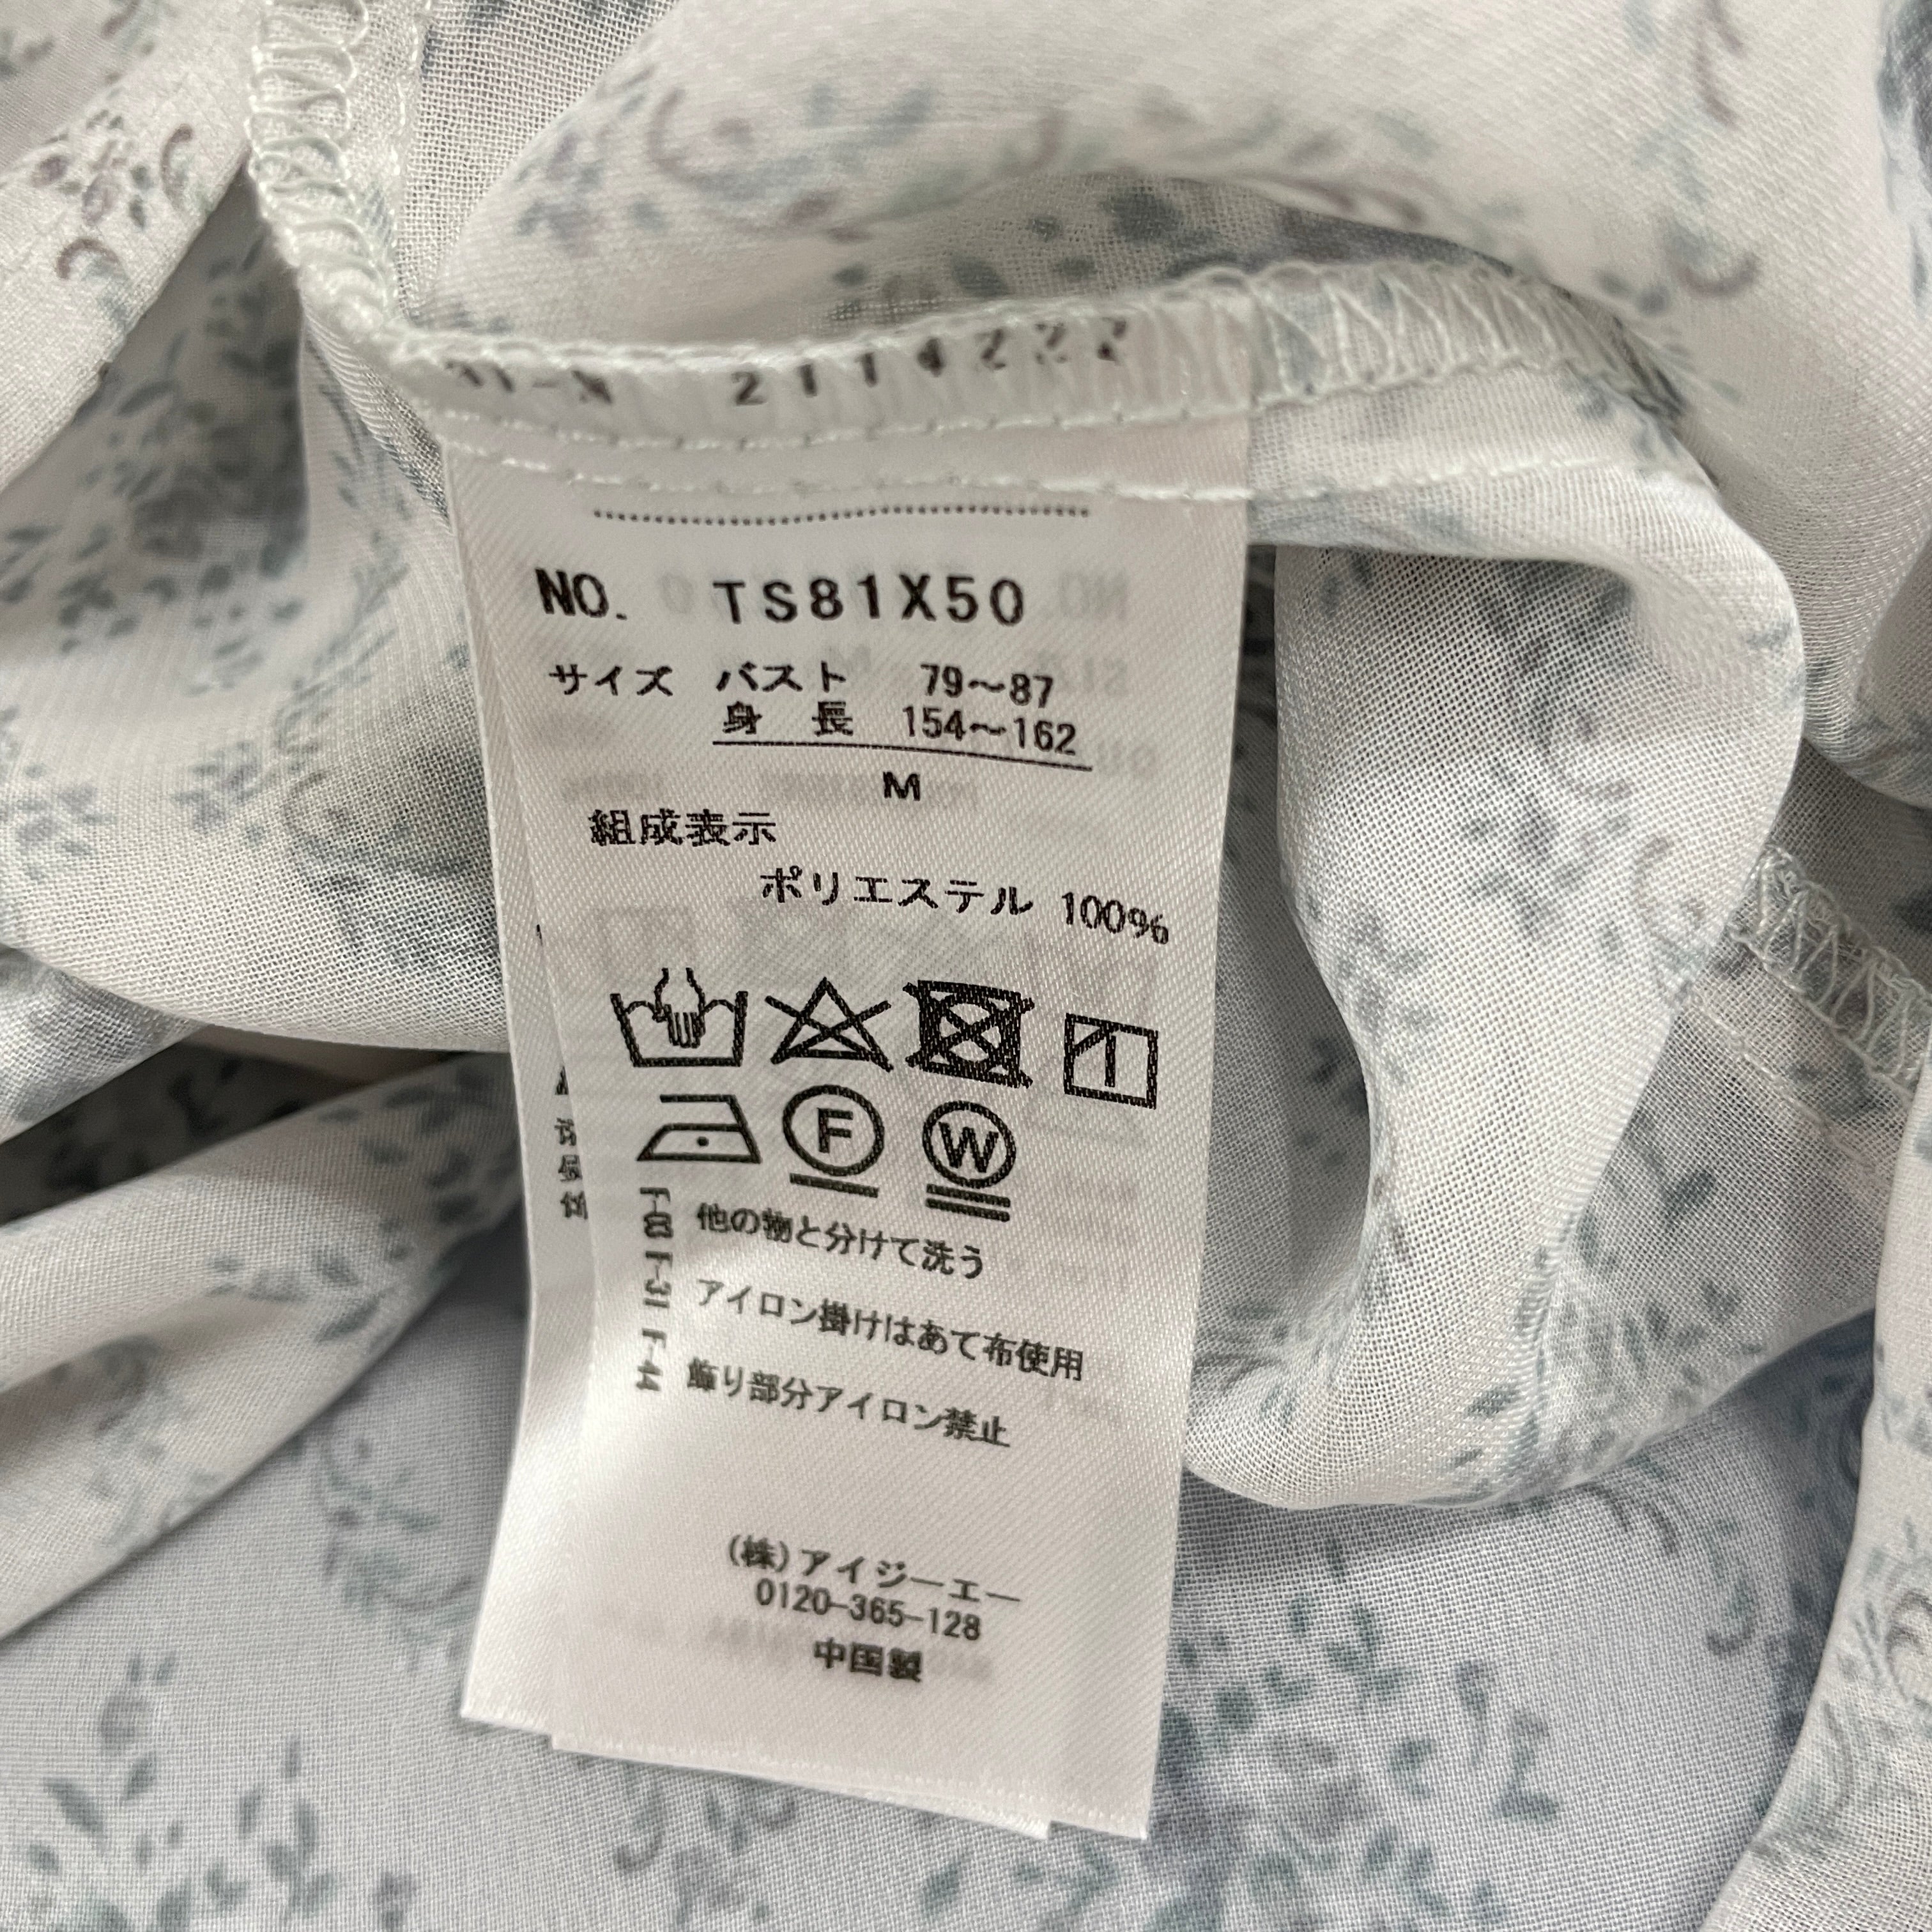 2114222
NO. TS81X50
サイズ バスト 79～87
身 長 154～162
M
組成表示
ポリエステル 100%
F
W
他の物と分けて洗う
アイロン掛けはあて布使用
飾り部分アイロン禁止
F-03 F-31 F-44
(株)アイジーエー
0120-365-128
中国製